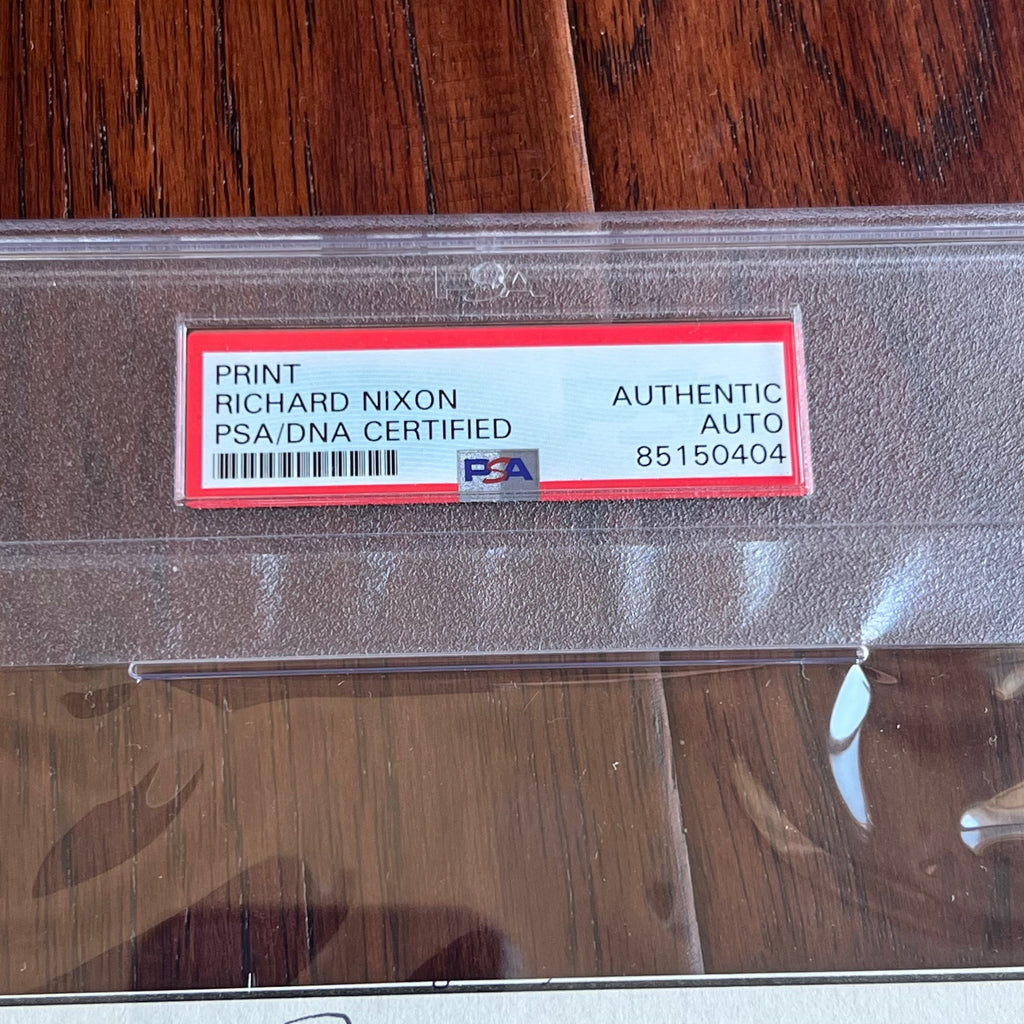 PSA
PRINT
RICHARD NIXON
PSA/DNA CERTIFIED
AUTHENTIC
AUTO
85150404
PSA